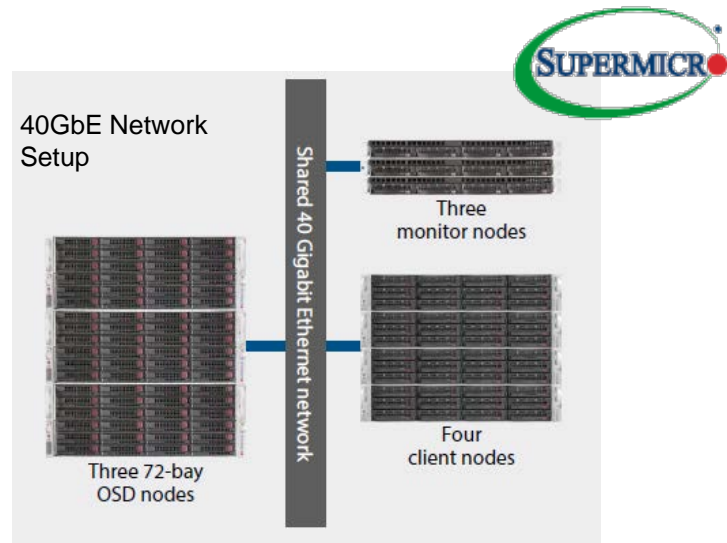 SUPERMICRO
40GbE Network
Setup
Shared 40 Gigabit Ethernet network
Three
monitor nodes
Three 72-bay
OSD nodes
Four
client nodes